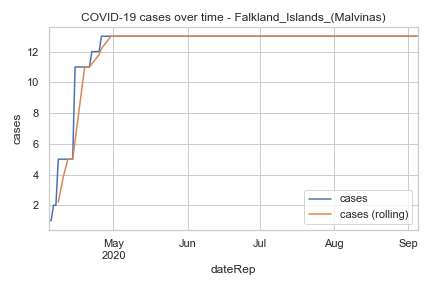 COVID-19 cases over time - Falkland_Islands_(Malvinas)
cases
12
10
8
6
4
2
cases
cases (rolling)
May
2020
Jun
Jul
Aug
Sep
dateRep